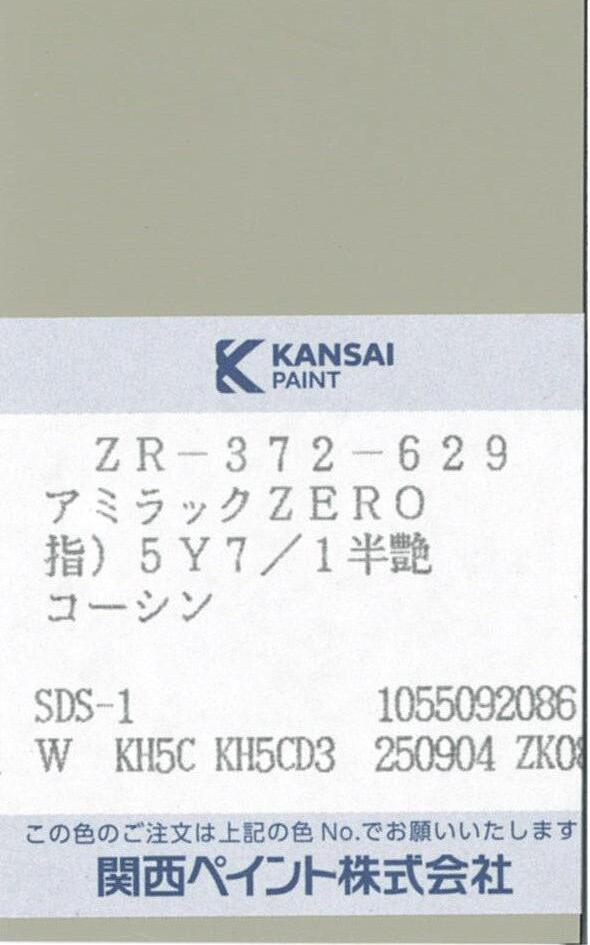 KANSAI
PAINT
ZR-372-629
アミラックZERO
指) 5Y7/1半艶
コーシン
SDS-1 1055092086
W KH5C KH5CD3 250904
この色のご注文は上記の色No.でお願いいたします
関西ペイント株式会社